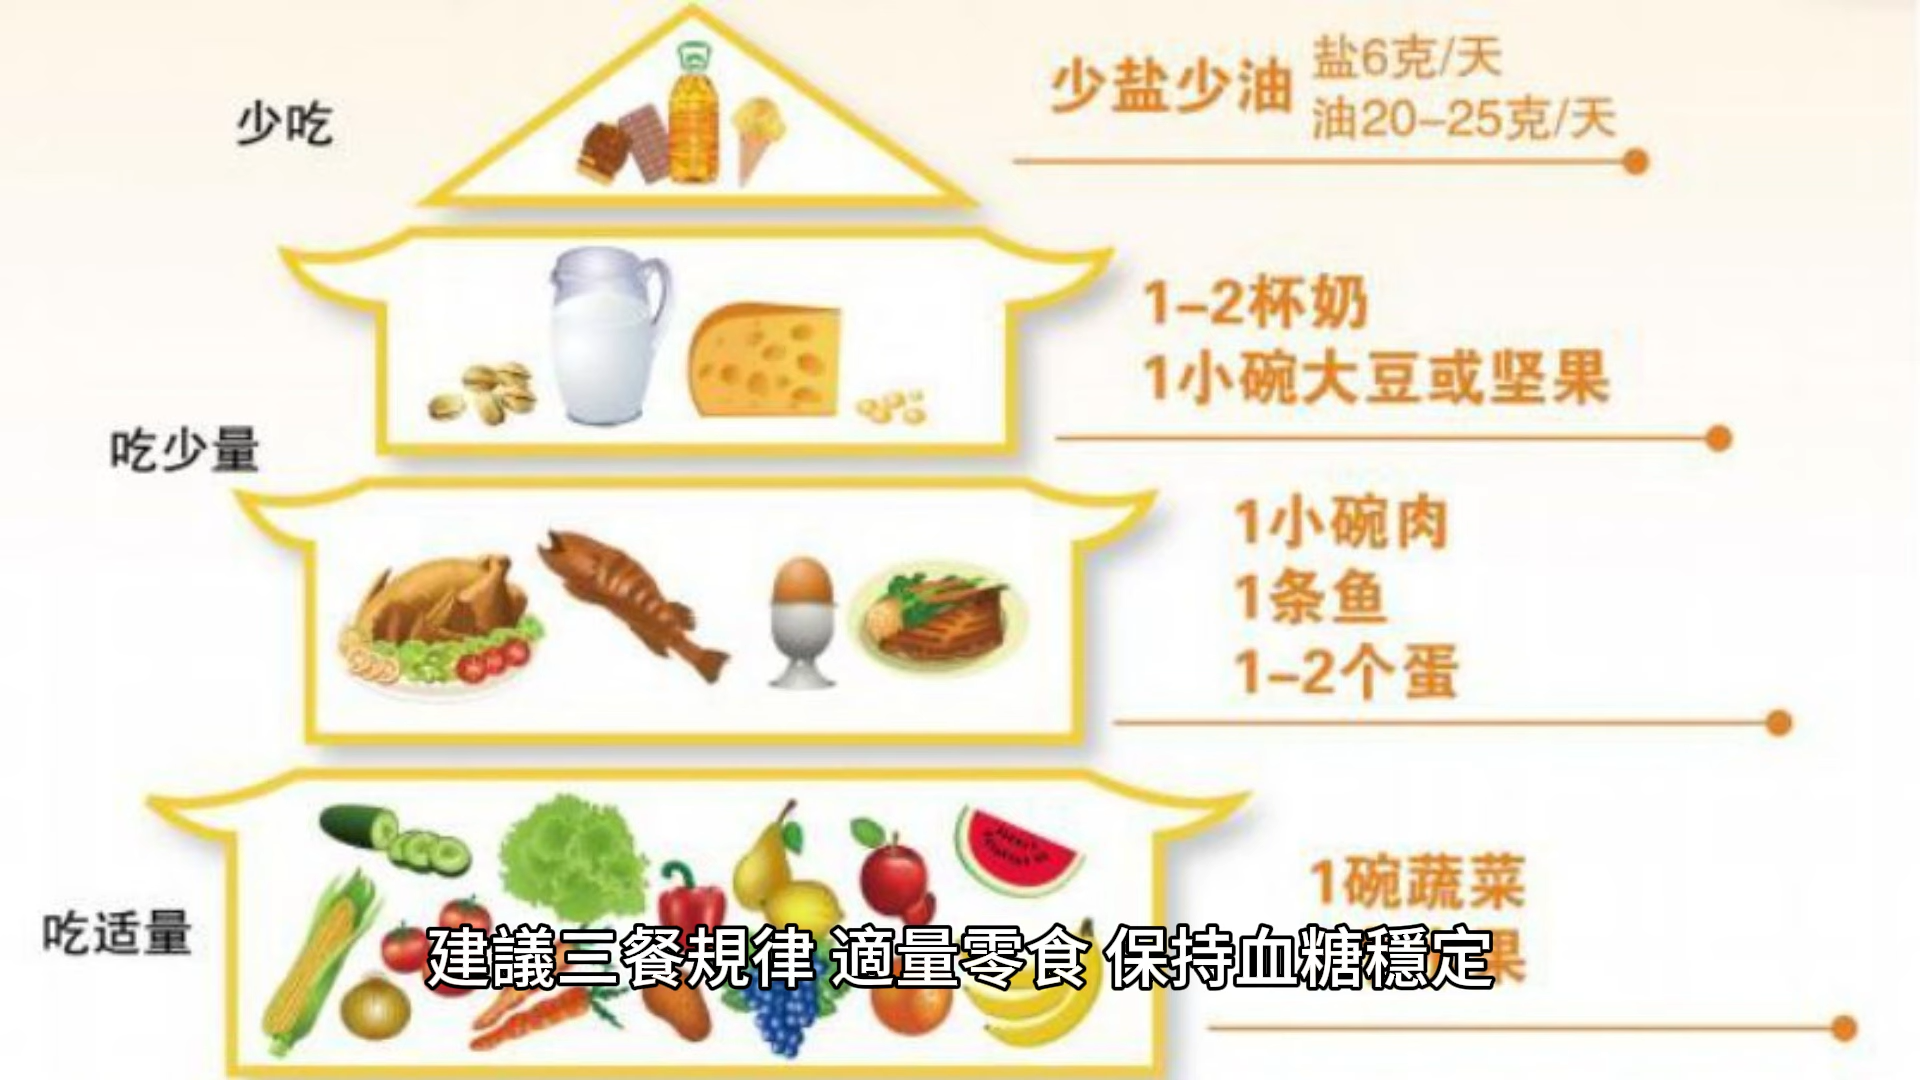 少吃
少盐少油
盐6克/天
油20–25克/天
1–2杯奶
1小碗大豆或坚果
吃少量
1小碗肉
1条鱼
1–2个蛋
1碗蔬菜
吃适量
果
建議三餐規律 適量零食 保持血糖穩定